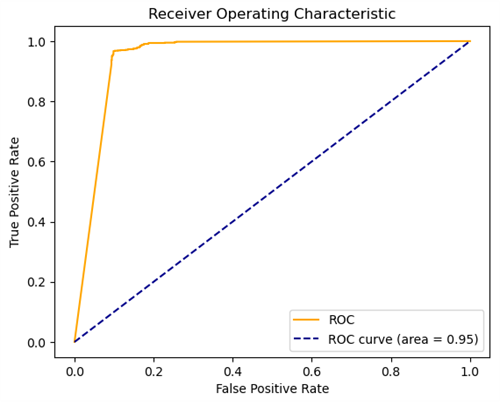 Receiver Operating Characteristic
1.0
0.8
0.6
0.4
0.2
0.0
True Positive Rate
ROC
ROC curve (area = 0.95)
0.0 0.2 0.4 0.6 0.8 1.0
False Positive Rate